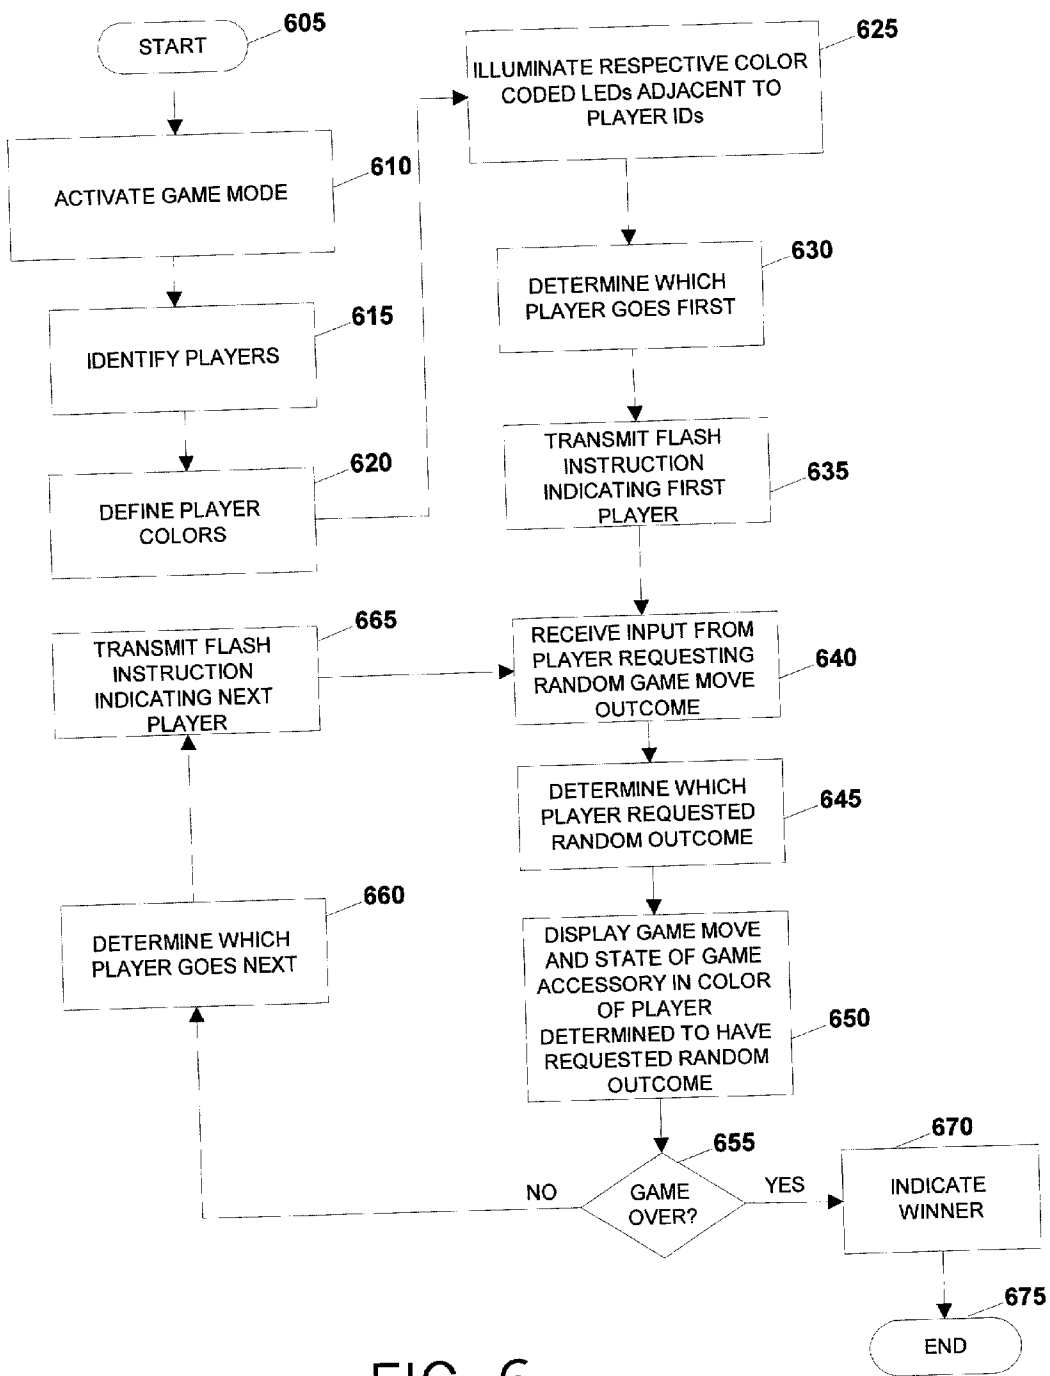 START
605
ACTIVATE GAME MODE
610
IDENTIFY PLAYERS
615
DEFINE PLAYER
COLORS
620
ILLUMINATE RESPECTIVE COLOR
CODED LEDs ADJACENT TO
PLAYER IDs
625
DETERMINE WHICH
PLAYER GOES FIRST
630
TRANSMIT FLASH
INSTRUCTION
INDICATING FIRST
PLAYER
635
RECEIVE INPUT FROM
PLAYER REQUESTING
RANDOM GAME MOVE
OUTCOME
640
DETERMINE WHICH
PLAYER REQUESTED
RANDOM OUTCOME
645
DISPLAY GAME MOVE
AND STATE OF GAME
ACCESSORY IN COLOR
OF PLAYER
DETERMINED TO HAVE
REQUESTED RANDOM
OUTCOME
650
GAME
OVER?
655
NO
YES
DETERMINE WHICH
PLAYER GOES NEXT
660
TRANSMIT FLASH
INSTRUCTION
INDICATING NEXT
PLAYER
665
INDICATE
WINNER
670
END
675
FIG. 6